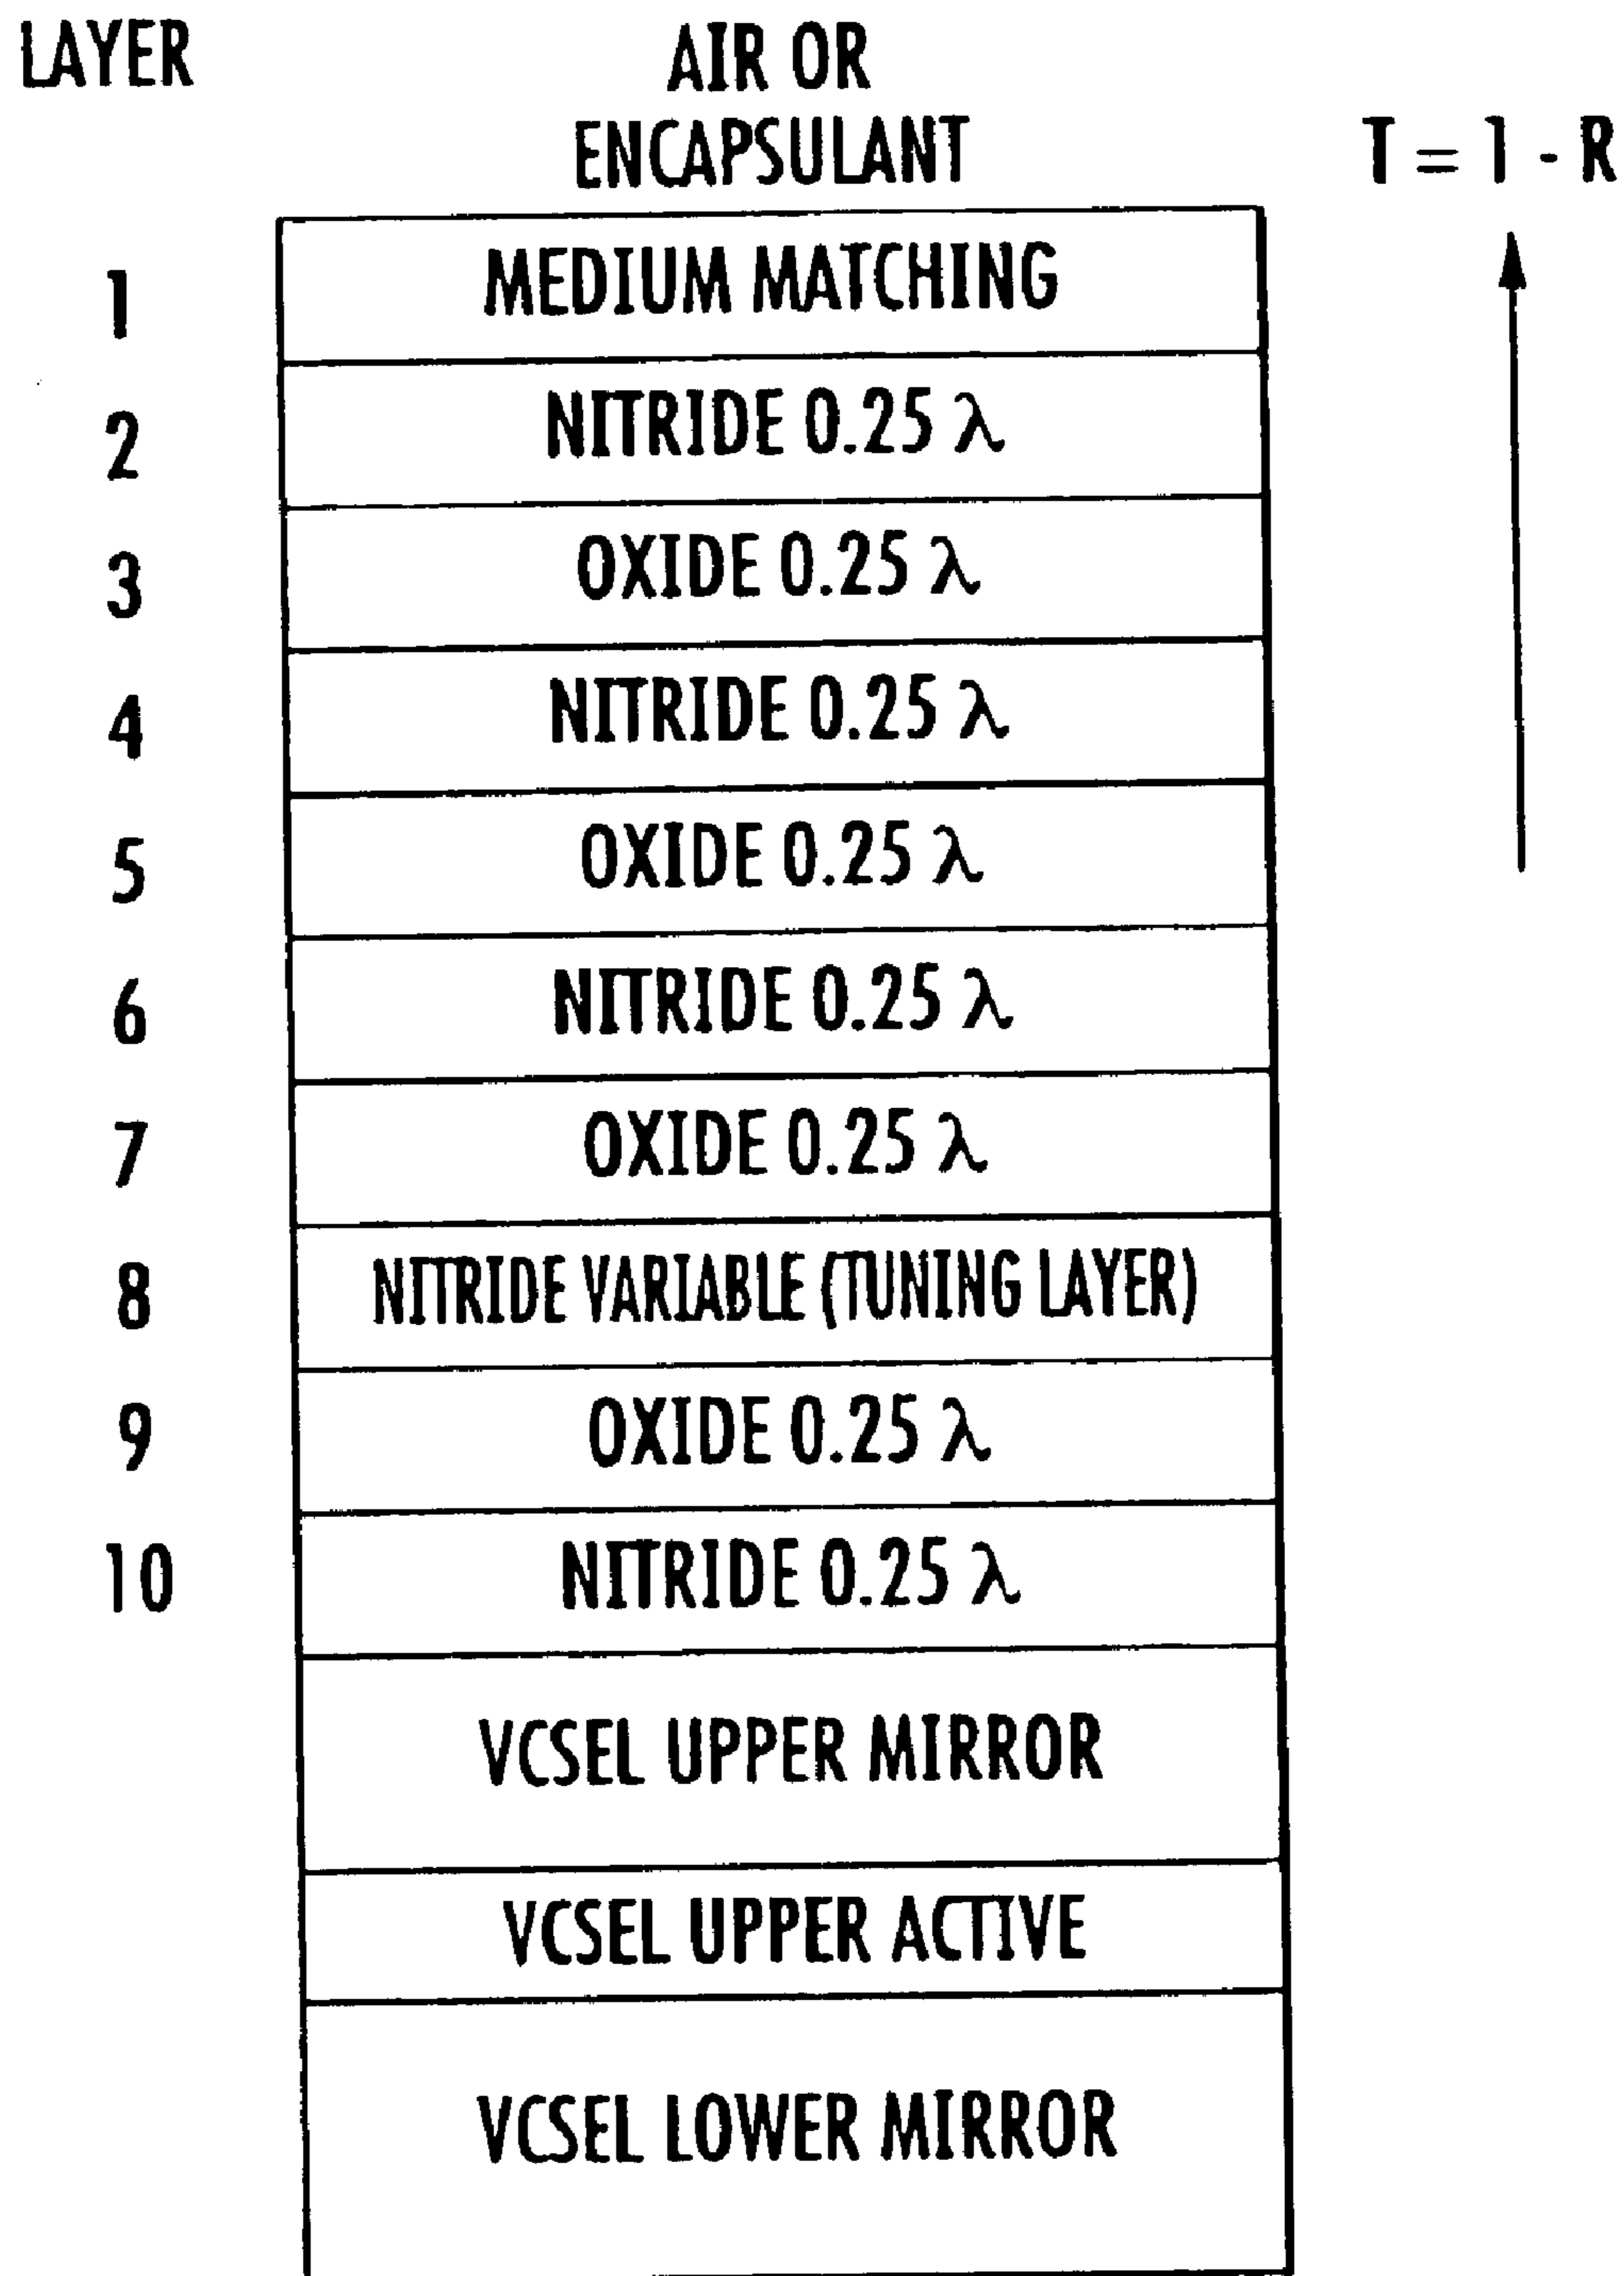 LAYER
AIR OR
ENCAPSULANT
T = 1 - R
1 MEDIUM MATCHING
2 NITRIDE 0.25 λ
3 OXIDE 0.25 λ
4 NITRIDE 0.25 λ
5 OXIDE 0.25 λ
6 NITRIDE 0.25 λ
7 OXIDE 0.25 λ
8 NITRIDE VARIABLE (TUNING LAYER)
9 OXIDE 0.25 λ
10 NITRIDE 0.25 λ
VCSEL UPPER MIRROR
VCSEL UPPER ACTIVE
VCSEL LOWER MIRROR